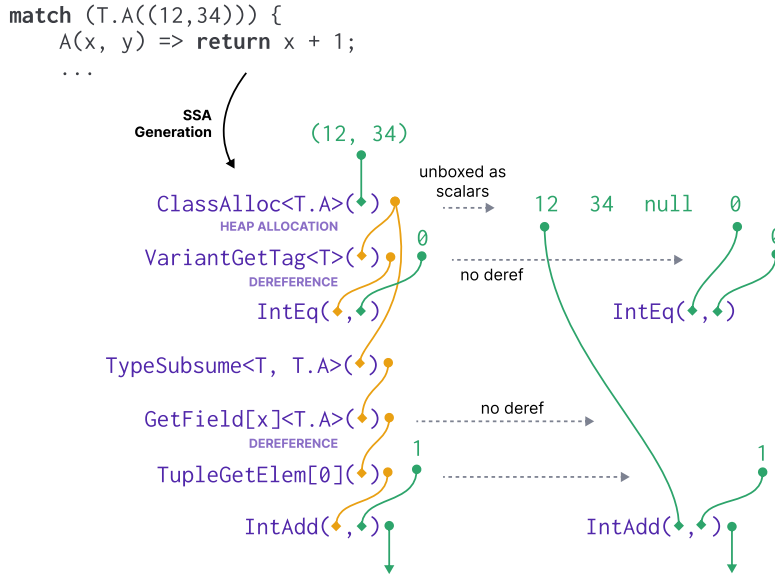 match (T.A((12,34))) {
A(x, y) => return x + 1;
...
SSA
Generation
(12, 34)
unboxed as
scalars
ClassAlloc<T.A>( )
12 34 null 0
HEAP ALLOCATION
0
0
VariantGetTag<T>( )
no deref
DEREFERENCE
IntEq( , )
IntEq( , )
TypeSubsume<T, T.A>( )
no deref
GetField[x]<T.A>( )
DEREFERENCE
1
1
TupleGetElem[0]( )
IntAdd( , )
IntAdd( , )